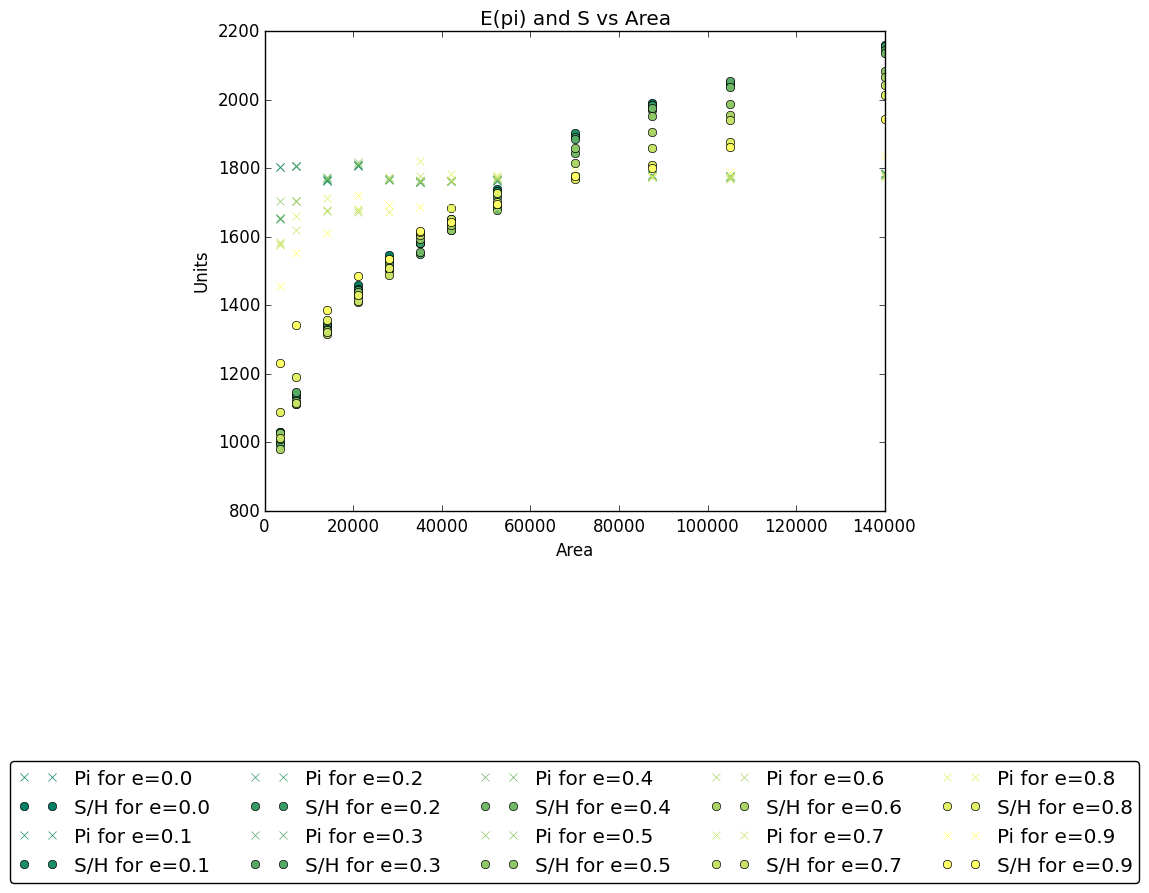 E(pi) and S vs Area
2200
2000
1800
1600
1400
1200
1000
800
Units
0 20000 40000 60000 80000 100000 120000 140000
Area
Pi for e=0.0 Pi for e=0.2 Pi for e=0.4 Pi for e=0.6 Pi for e=0.8
S/H for e=0.0 S/H for e=0.2 S/H for e=0.4 S/H for e=0.6 S/H for e=0.8
Pi for e=0.1 Pi for e=0.3 Pi for e=0.5 Pi for e=0.7 Pi for e=0.9
S/H for e=0.1 S/H for e=0.3 S/H for e=0.5 S/H for e=0.7 S/H for e=0.9